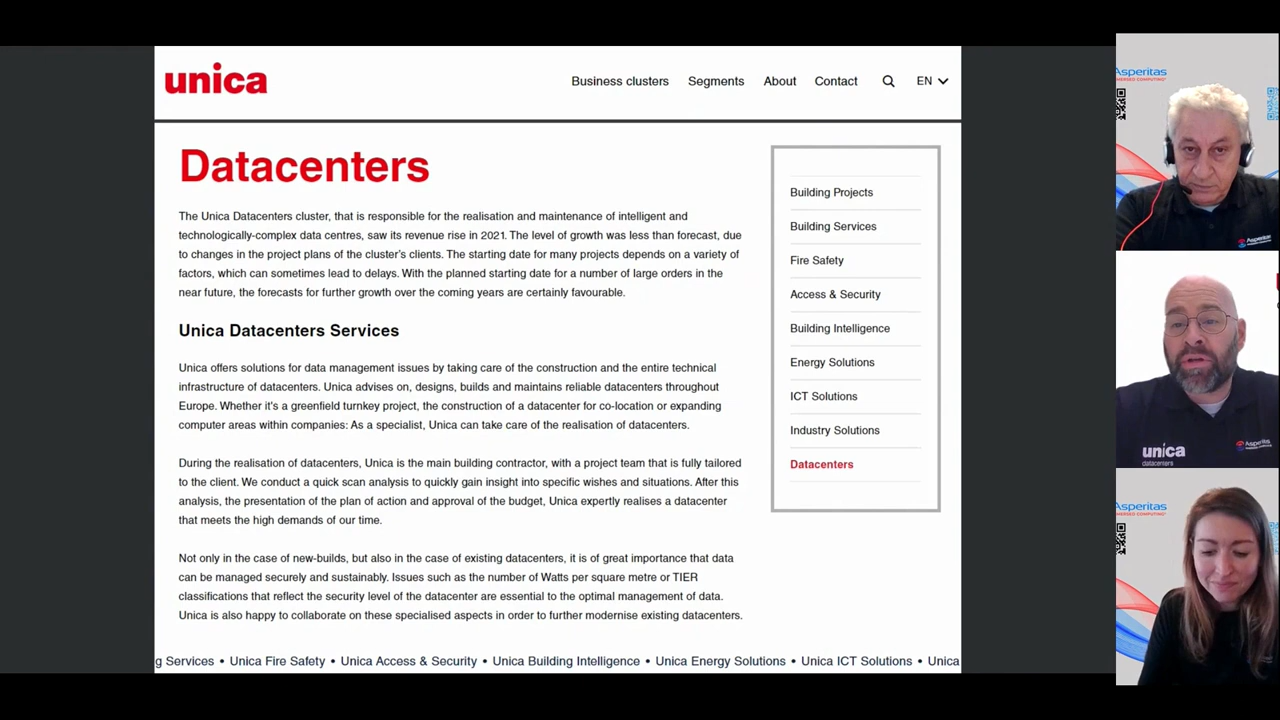 unica
Business clusters Segments About Contact EN
Datacenters
The Unica Datacenters cluster, that is responsible for the realisation and maintenance of intelligent and
technologically-complex data centres, saw its revenue rise in 2021. The level of growth was less than forecast, due
to changes in the project plans of the cluster's clients. The starting date for many projects depends on a variety of
factors, which can sometimes lead to delays. With the planned starting date for a number of large orders in the
near future, the forecasts for further growth over the coming years are certainly favourable.
Unica Datacenters Services
Unica offers solutions for data management issues by taking care of the construction and the entire technical
infrastructure of datacenters. Unica advises on, designs, builds and maintains reliable datacenters throughout
Europe. Whether it's a greenfield turnkey project, the construction of a datacenter for co-location or expanding
computer areas within companies: As a specialist, Unica can take care of the realisation of datacenters.
During the realisation of datacenters, Unica is the main building contractor, with a project team that is fully tailored
to the client. We conduct a quick scan analysis to quickly gain insight into specific wishes and situations. After this
analysis, the presentation of the plan of action and approval of the budget, Unica expertly realises a datacenter
that meets the high demands of our time.
Not only in the case of new-builds, but also in the case of existing datacenters, it is of great importance that data
can be managed securely and sustainably. Issues such as the number of Watts per square metre or TIER
classifications that reflect the security level of the datacenter are essential to the optimal management of data.
Unica is also happy to collaborate on these specialised aspects in order to further modernise existing datacenters.
Building Projects
Building Services
Fire Safety
Access & Security
Building Intelligence
Energy Solutions
ICT Solutions
Industry Solutions
Datacenters
g Services • Unica Fire Safety • Unica Access & Security • Unica Building Intelligence • Unica Energy Solutions • Unica ICT Solutions • Unica
Asperitas
MERSED COMPUTING
Asperitas
unica
datacenters
Asperitas
Asperitas
MERSED COMPUTING